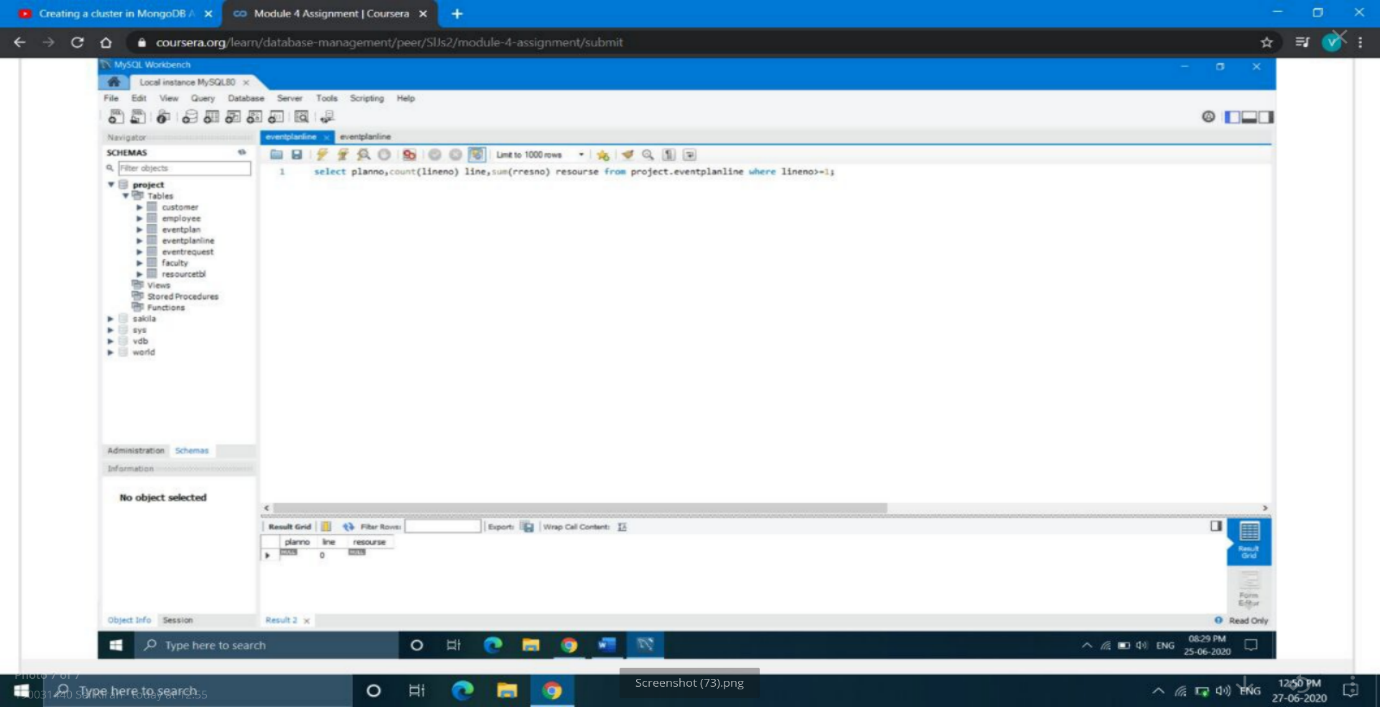 Creating a cluster in MongoDB A
Module 4 Assignment | Coursera
coursera.org/learn/database-management/peer/SlJs2/module-4-assignment/submit
V
MySQL Workbench
Local instance MySQL80
File Edit View Query Database Server Tools Scripting Help
Navigator
SCHEMAS
Filter objects
project
Tables
customer
employee
eventplan
eventplanline
eventrequest
faculty
resourcetbl
Views
Stored Procedures
Functions
sakila
sys
vdb
world
Administration Schemas
Information
No object selected
Object Info Session
eventplanline eventplanline
Limit to 1000 rows
1 select planno,count(lineno) line,sum(rresno) resourse from project.eventplanline where lineno>=1;
Result Grid Filter Rows: Export: Wrap Cell Content:
planno line resourse
NULL 0 NULL
Result Grid
Form Editor
Result 2
Read Only
Type here to search
ENG
08:29 PM
25-06-2020
Photo 7 of 7
Screenshot (73).png
Type here to search
ENG
12:50 PM
27-06-2020